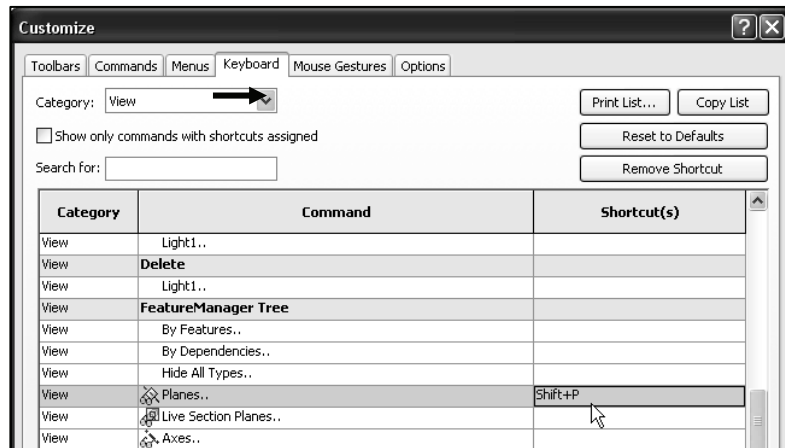 Customize
Toolbars Commands Menus Keyboard Mouse Gestures Options
Category: View Print List... Copy List
Show only commands with shortcuts assigned Reset to Defaults
Search for: Remove Shortcut
Category Command Shortcut(s)
View Light1..
View Delete
View Light1..
View FeatureManager Tree
View By Features..
View By Dependencies..
View Hide All Types..
View Planes.. Shift+P
View Live Section Planes..
View Axes..